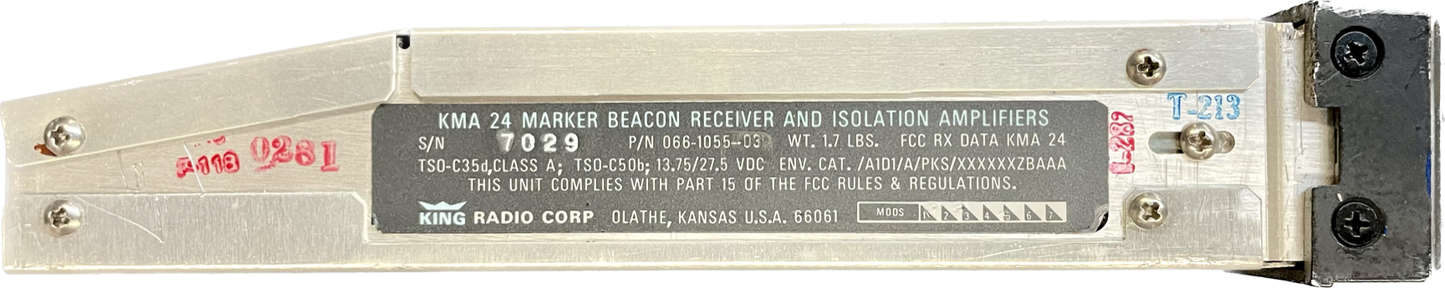 KMA 24 MARKER BEACON RECEIVER AND ISOLATION AMPLIFIERS
S/N 7029 P/N 066-1055-03 WT. 1.7 LBS. FCC RX DATA KMA 24
TSO-C35d,CLASS A; TSO-C50b; 13.75/27.5 VDC ENV. CAT. /A1D1/A/PKS/XXXXXXZBAAA
THIS UNIT COMPLIES WITH PART 15 OF THE FCC RULES & REGULATIONS.
KING RADIO CORP OLATHE, KANSAS U.S.A. 66061 MODS 1 2 3 4 5 6 7
0281
T-213